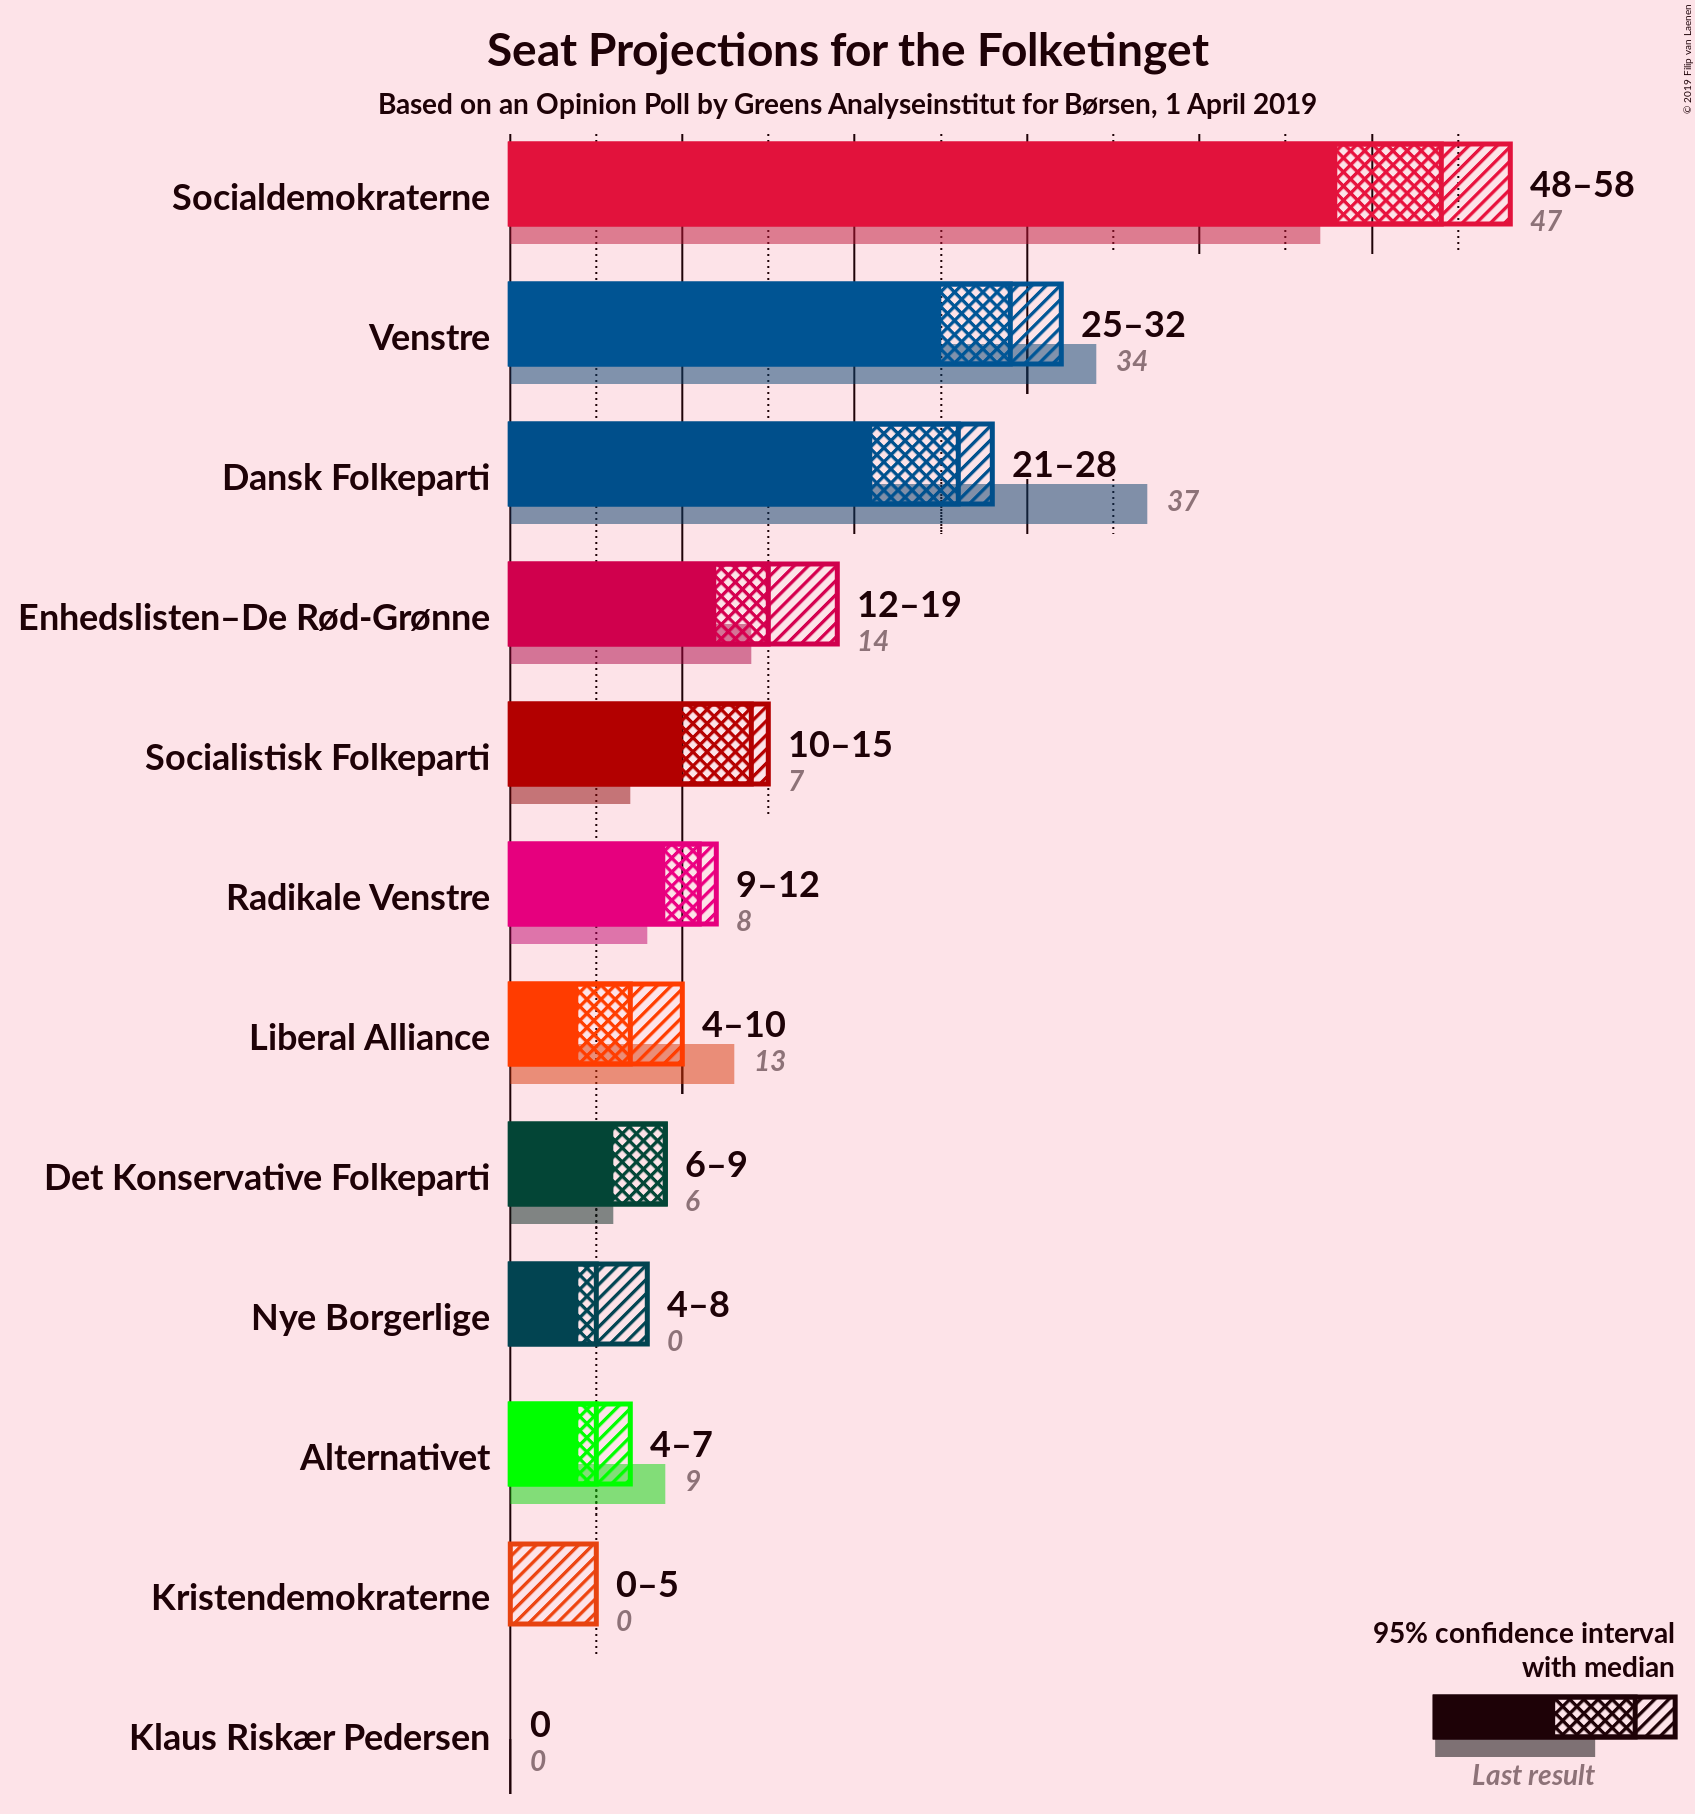 Seat Projections for the Folketinget
Based on an Opinion Poll by Greens Analyseinstitut for Børsen, 1 April 2019
© 2019 Filip van Laenen
Socialdemokraterne
48–58
47
Venstre
25–32
34
Dansk Folkeparti
21–28
37
Enhedslisten–De Rød-Grønne
12–19
14
Socialistisk Folkeparti
10–15
7
Radikale Venstre
9–12
8
Liberal Alliance
4–10
13
Det Konservative Folkeparti
6–9
6
Nye Borgerlige
4–8
0
Alternativet
4–7
9
Kristendemokraterne
0–5
0
Klaus Riskær Pedersen
0
0
95% confidence interval
with median
Last result